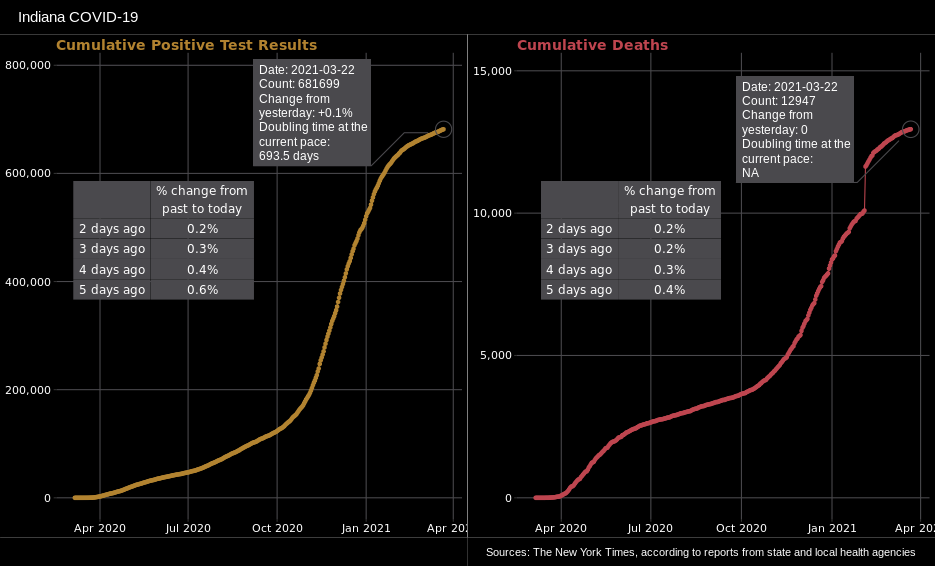 Indiana COVID-19
Cumulative Positive Test Results
800,000
600,000
400,000
200,000
0
Date: 2021-03-22
Count: 681699
Change from
yesterday: +0.1%
Doubling time at the
current pace:
693.5 days
% change from
past to today
2 days ago 0.2%
3 days ago 0.3%
4 days ago 0.4%
5 days ago 0.6%
Apr 2020 Jul 2020 Oct 2020 Jan 2021 Apr 202
Cumulative Deaths
15,000
10,000
5,000
0
Date: 2021-03-22
Count: 12947
Change from
yesterday: 0
Doubling time at the
current pace:
NA
% change from
past to today
2 days ago 0.2%
3 days ago 0.2%
4 days ago 0.3%
5 days ago 0.4%
Apr 2020 Jul 2020 Oct 2020 Jan 2021 Apr 202
Sources: The New York Times, according to reports from state and local health agencies